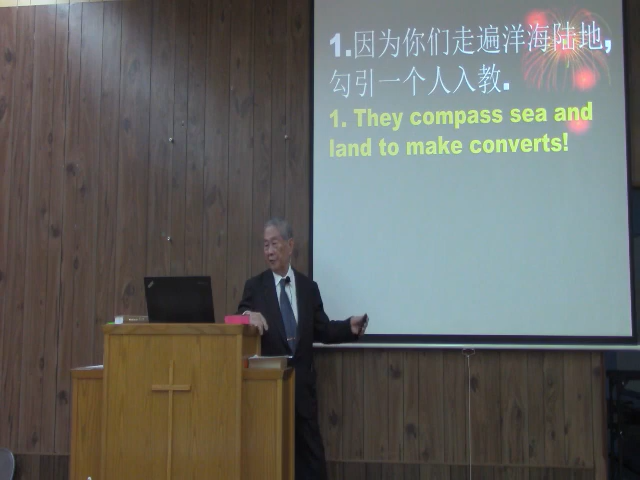 1.因为你们走遍洋海陆地,
勾引一个人入教.
1. They compass sea and
land to make converts!